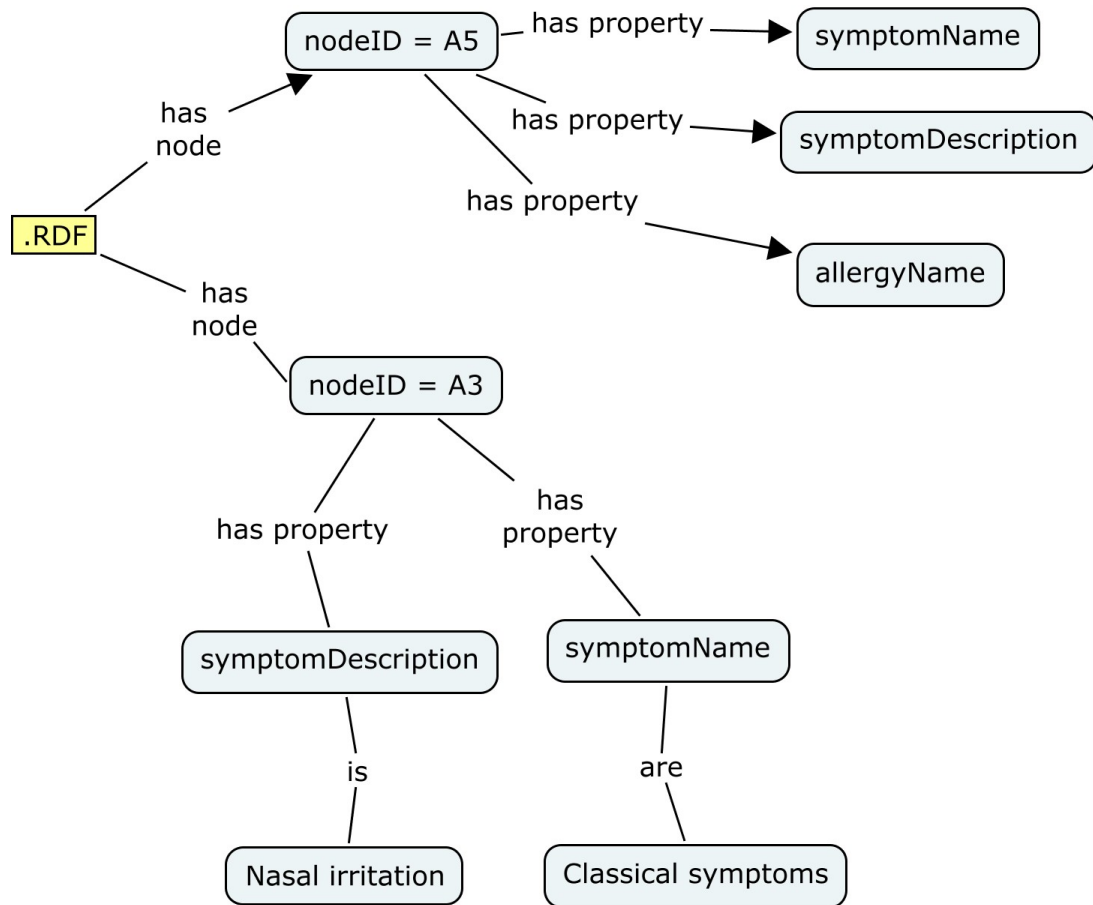 nodeID = A5
has property
symptomName
has
node
has property
symptomDescription
has property
.RDF
allergyName
has
node
nodeID = A3
has property
has
property
symptomDescription
symptomName
is
are
Nasal irritation
Classical symptoms